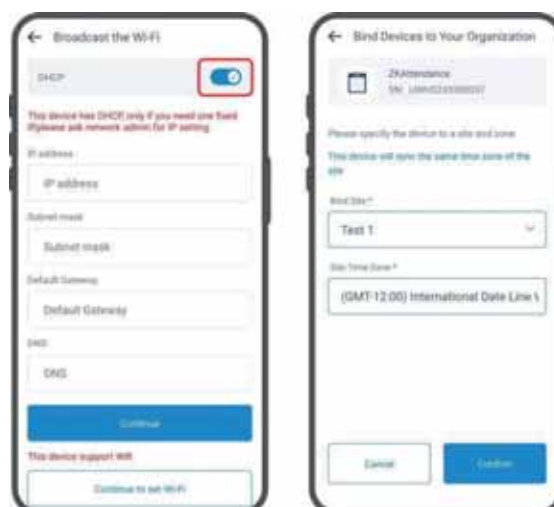 ← Broadcast the Wi-Fi
DHCP
This device has DHCP, only if you need one fixed
IP, please ask network admin for IP setting
IP address
IP address
Subnet mask
Subnet mask
Default Gateway
Default Gateway
DNS
DNS
Continue
This device support Wifi
Continue to set Wi-Fi
← Bind Devices to Your Organization
ZKAttendance
SN:
Please specify the device to a site and zone
This device will sync the same time zone of the
site
Bind Site*
Test 1
Site Time Zone*
(GMT-12:00) International Date Line
Cancel
Confirm